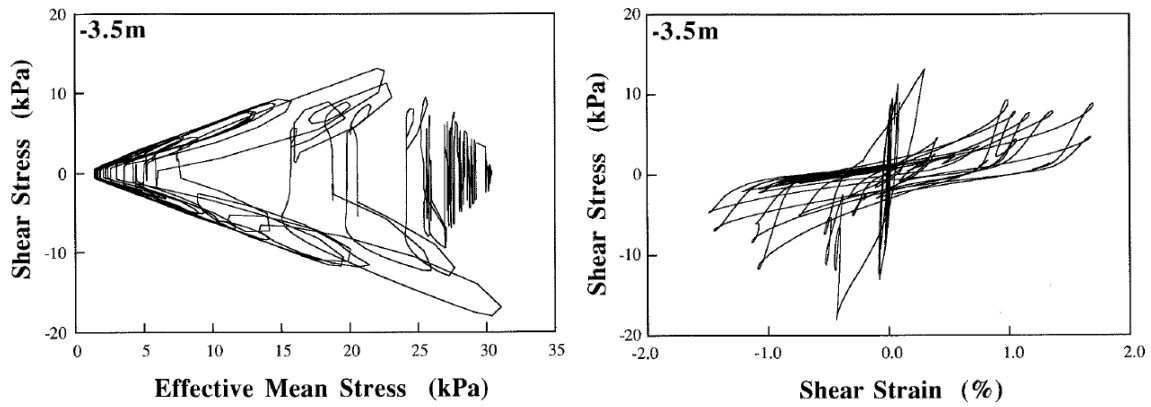 -3.5m
20
10
0
-10
-20
Shear Stress (kPa)
0 5 10 15 20 25 30 35
Effective Mean Stress (kPa)
-3.5m
20
10
0
-10
-20
Shear Stress (kPa)
-2.0 -1.0 0.0 1.0 2.0
Shear Strain (%)